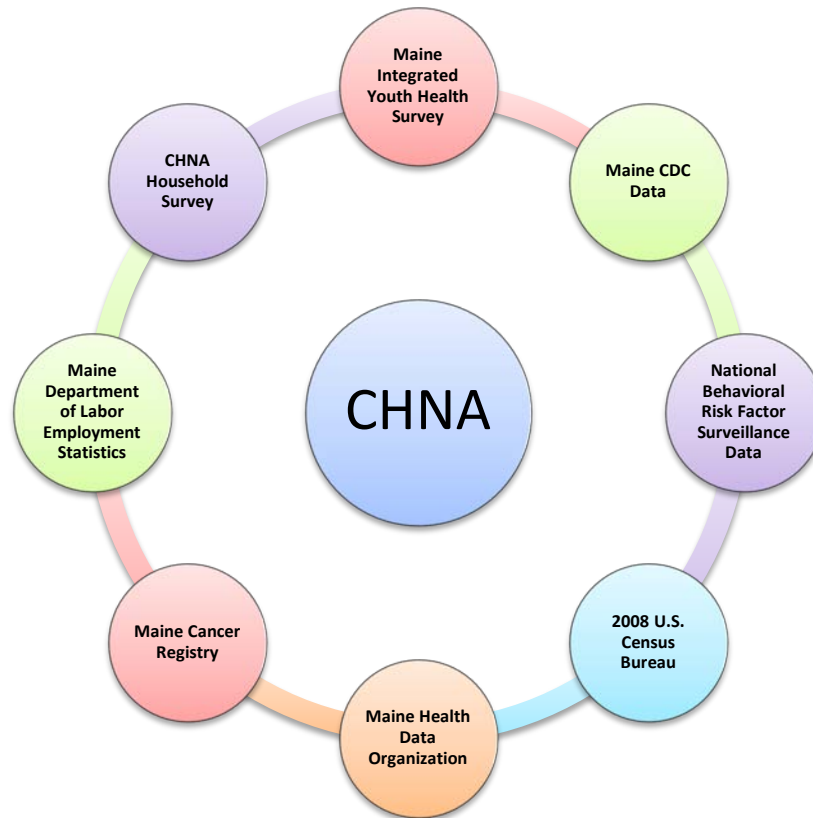 Maine
Integrated
Youth Health
Survey
Maine CDC
Data
National
Behavioral
Risk Factor
Surveillance
Data
2008 U.S.
Census
Bureau
Maine Health
Data
Organization
Maine Cancer
Registry
Maine
Department
of Labor
Employment
Statistics
CHNA
Household
Survey
CHNA